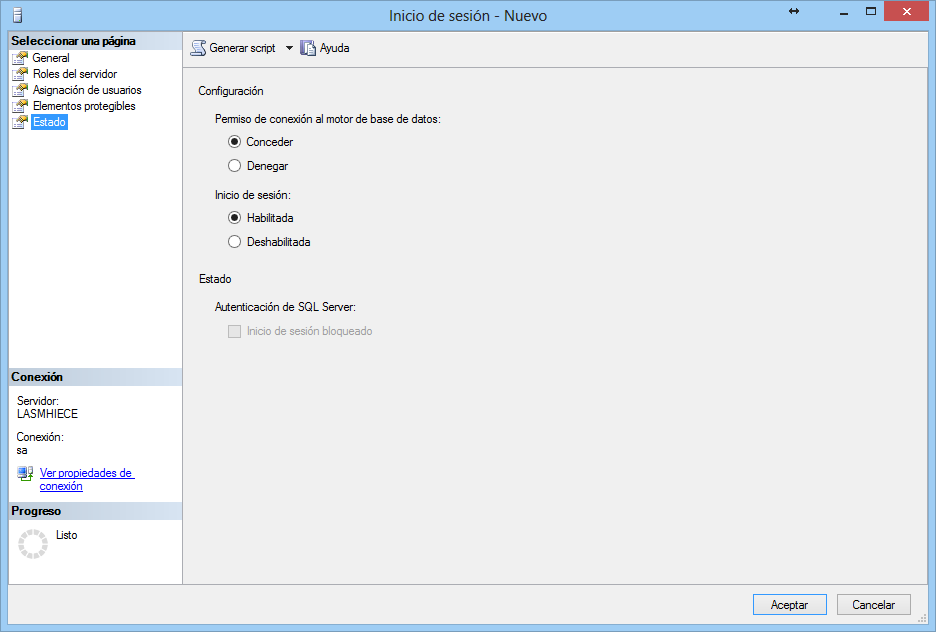 Inicio de sesión - Nuevo
Seleccionar una página
General
Roles del servidor
Asignación de usuarios
Elementos protegibles
Estado
Conexión
Servidor:
LASMHIECE
Conexión:
sa
Ver propiedades de
conexión
Progreso
Listo
Generar script
Ayuda
Configuración
Permiso de conexión al motor de base de datos:
Conceder
Denegar
Inicio de sesión:
Habilitada
Deshabilitada
Estado
Autenticación de SQL Server:
Inicio de sesión bloqueado
Aceptar
Cancelar